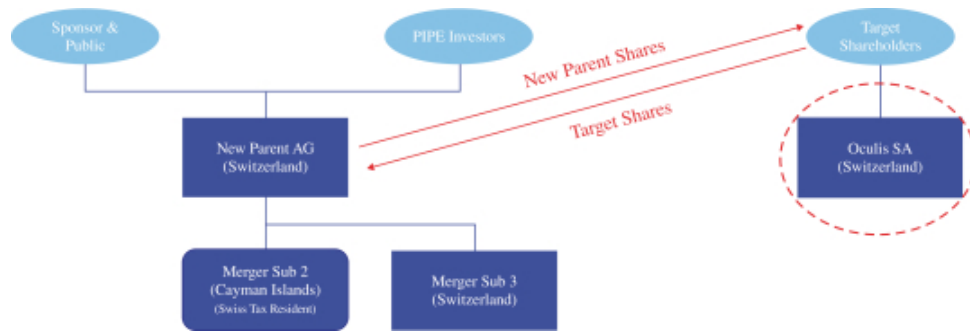 Sponsor &
Public
PIPE Investors
Target
Shareholders
New Parent Shares
Target Shares
New Parent AG
(Switzerland)
Oculis SA
(Switzerland)
Merger Sub 2
(Cayman Islands)
(Swiss Tax Resident)
Merger Sub 3
(Switzerland)